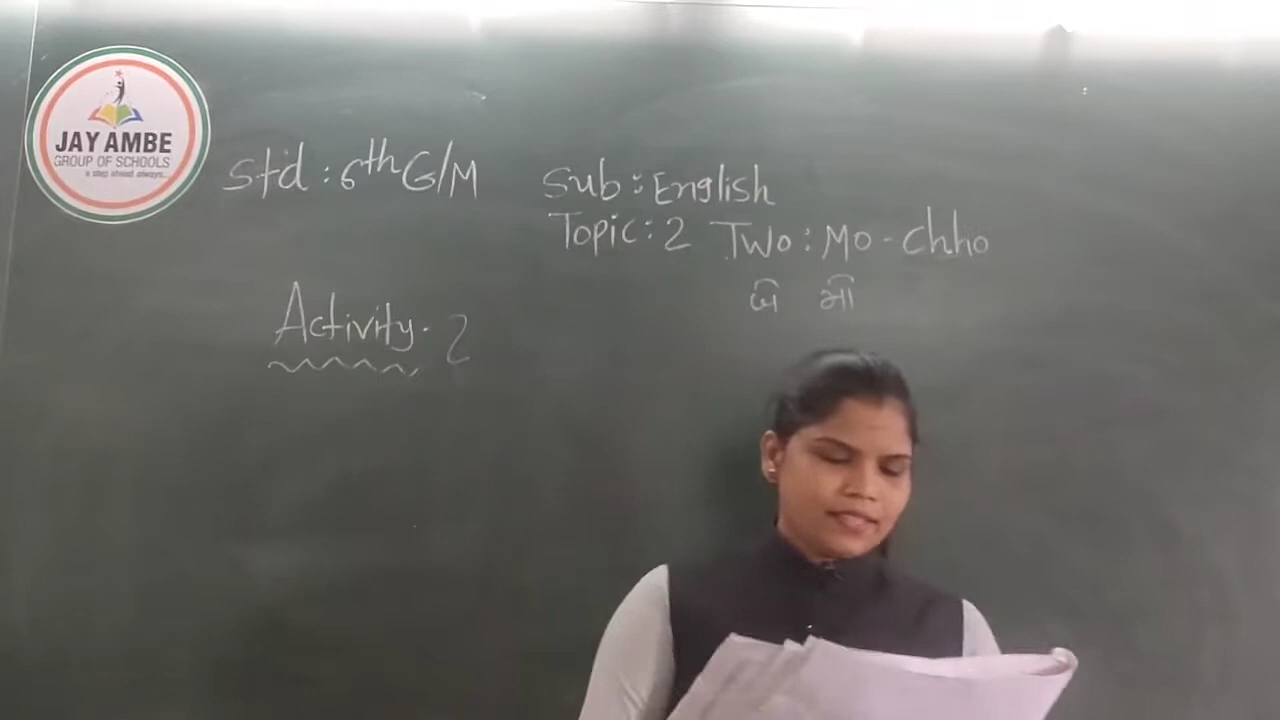 JAY AMBE
GROUP OF SCHOOLS
a step ahead always...
Std : 6th G/M
Sub : English
Topic : 2 Two : Mo - Chho
Activity - 2